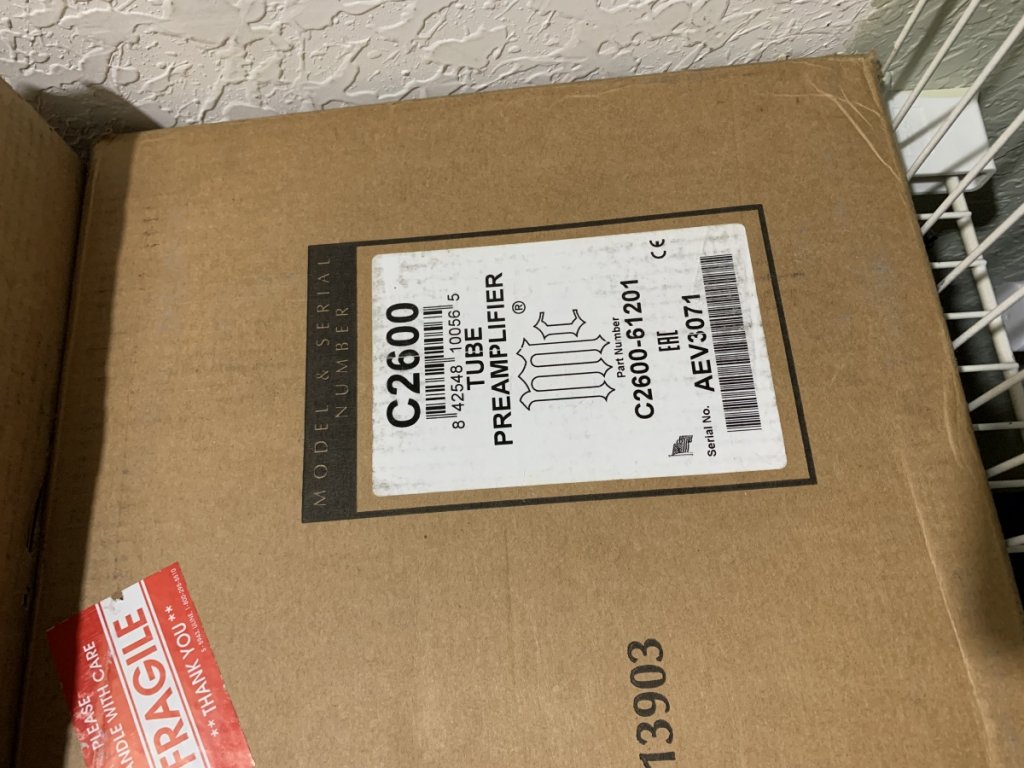 MODEL & SERIAL
NUMBER
C2600
8 42548 10056 5
TUBE
PREAMPLIFIER
®
Part Number
C2600-61201
CE
EAC
Serial No. AEV3071
13903
PLEASE
HANDLE WITH CARE
FRAGILE
** THANK YOU **